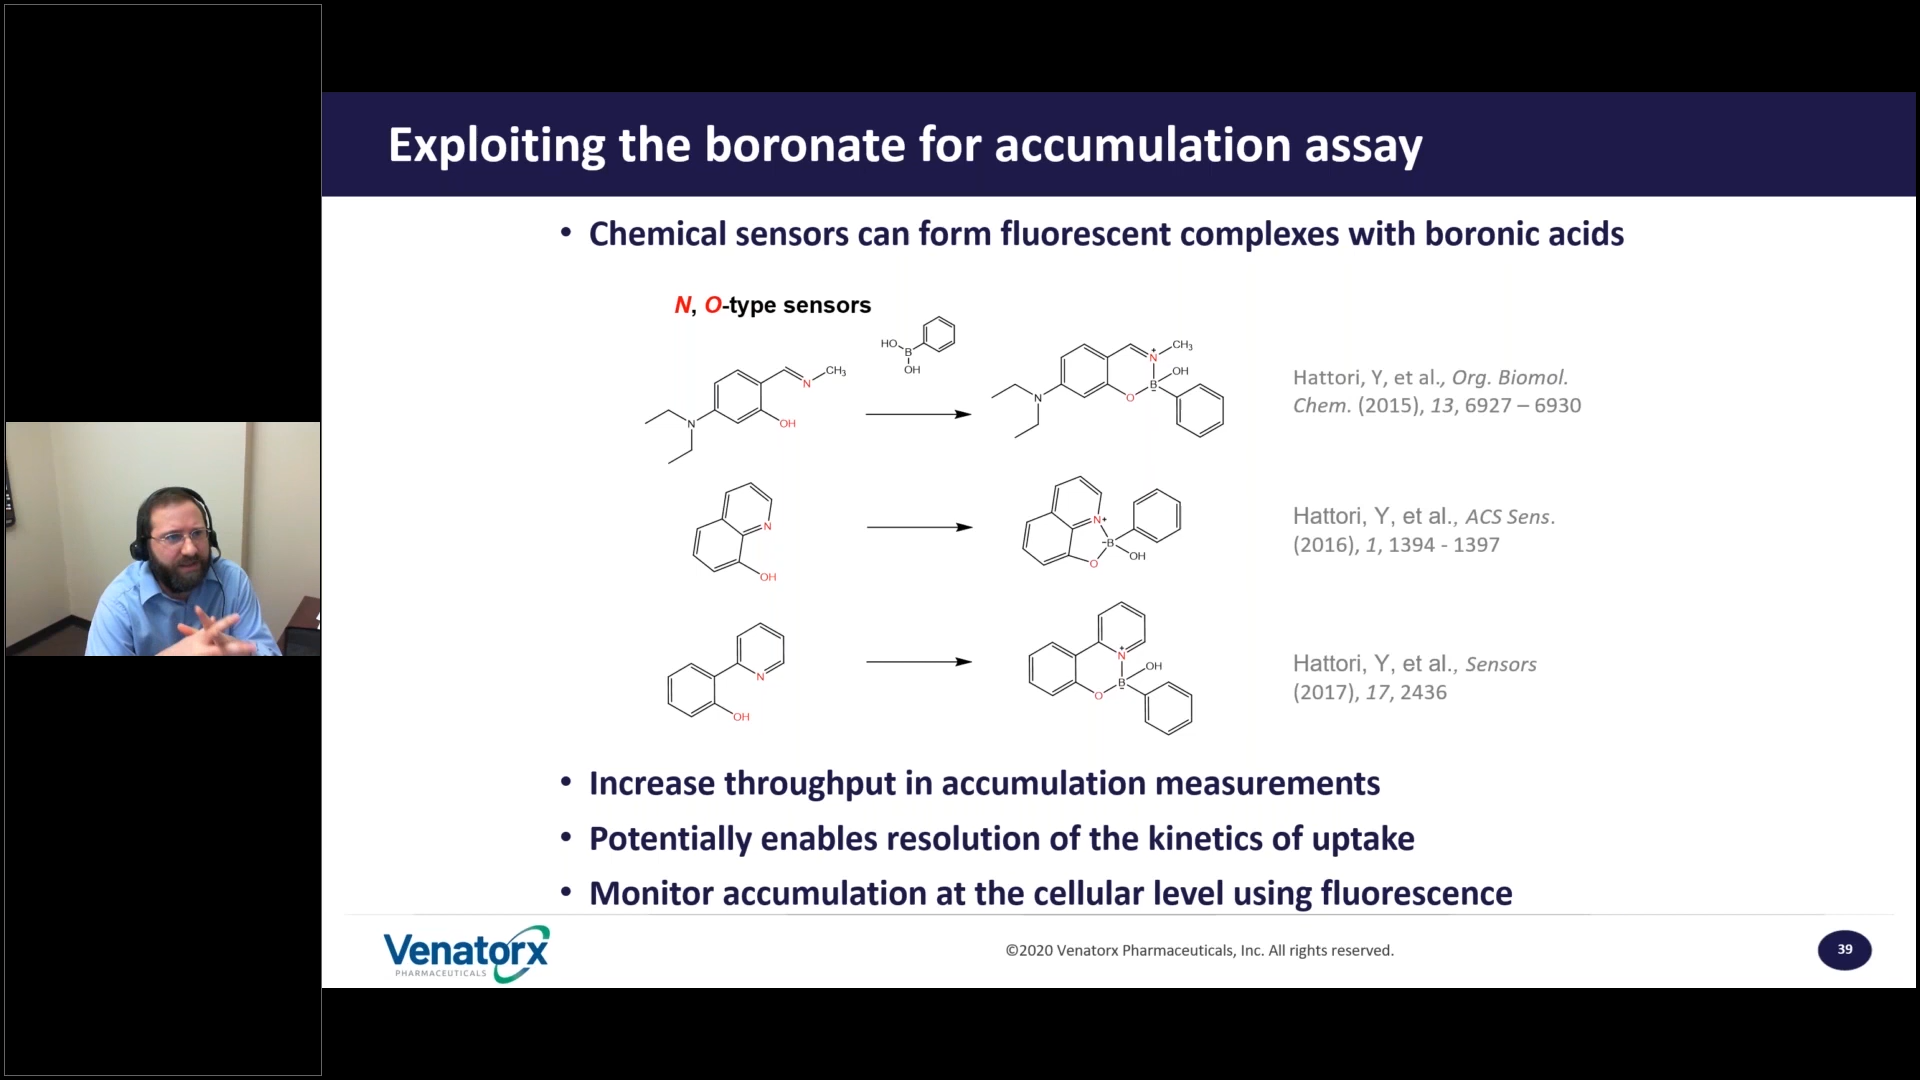 Exploiting the boronate for accumulation assay
• Chemical sensors can form fluorescent complexes with boronic acids
N, O-type sensors
HO
B
OH
N
CH3
OH
N
N+
CH3
OH
B-
O
N
Hattori, Y, et al., Org. Biomol.
Chem. (2015), 13, 6927 – 6930
N
OH
N+
-B
OH
O
Hattori, Y, et al., ACS Sens.
(2016), 1, 1394 - 1397
N
OH
N+
OH
B-
O
Hattori, Y, et al., Sensors
(2017), 17, 2436
• Increase throughput in accumulation measurements
• Potentially enables resolution of the kinetics of uptake
• Monitor accumulation at the cellular level using fluorescence
Venatorx
PHARMACEUTICALS
©2020 Venatorx Pharmaceuticals, Inc. All rights reserved.
39